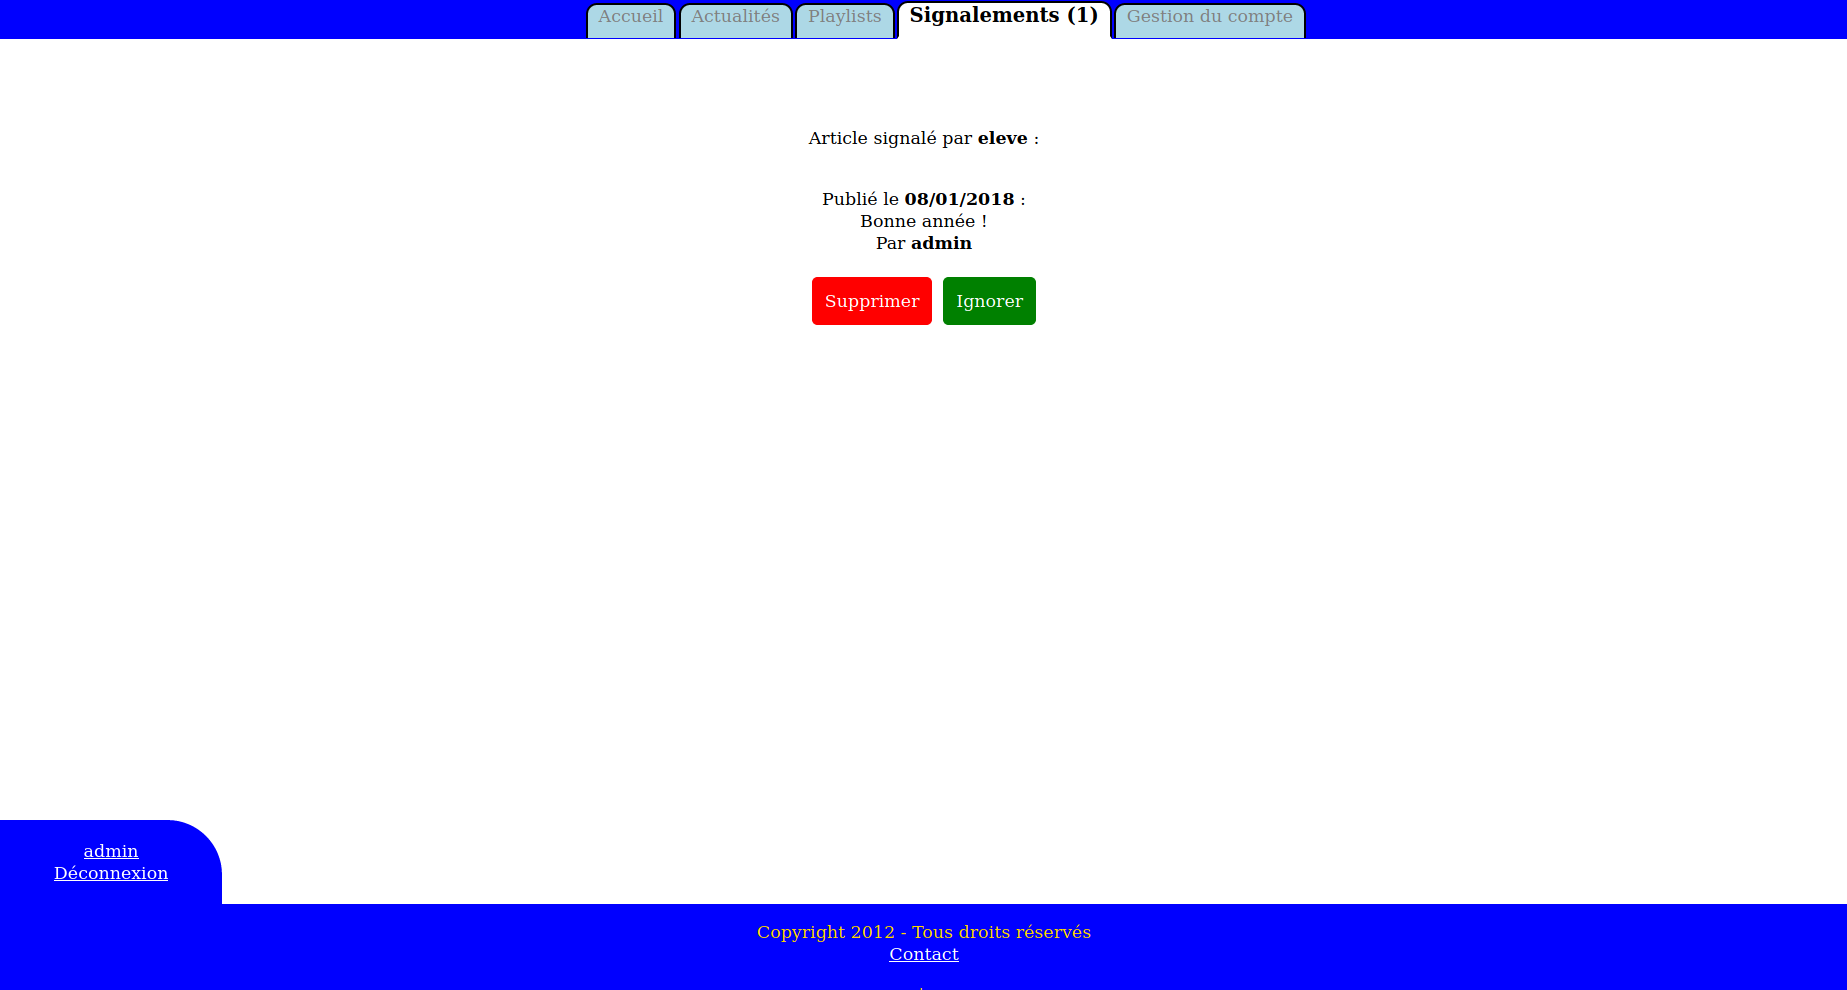 Accueil Actualités Playlists Signalements (1) Gestion du compte
Article signalé par eleve :
Publié le 08/01/2018 :
Bonne année !
Par admin
Supprimer Ignorer
admin
Déconnexion
Copyright 2012 - Tous droits réservés
Contact